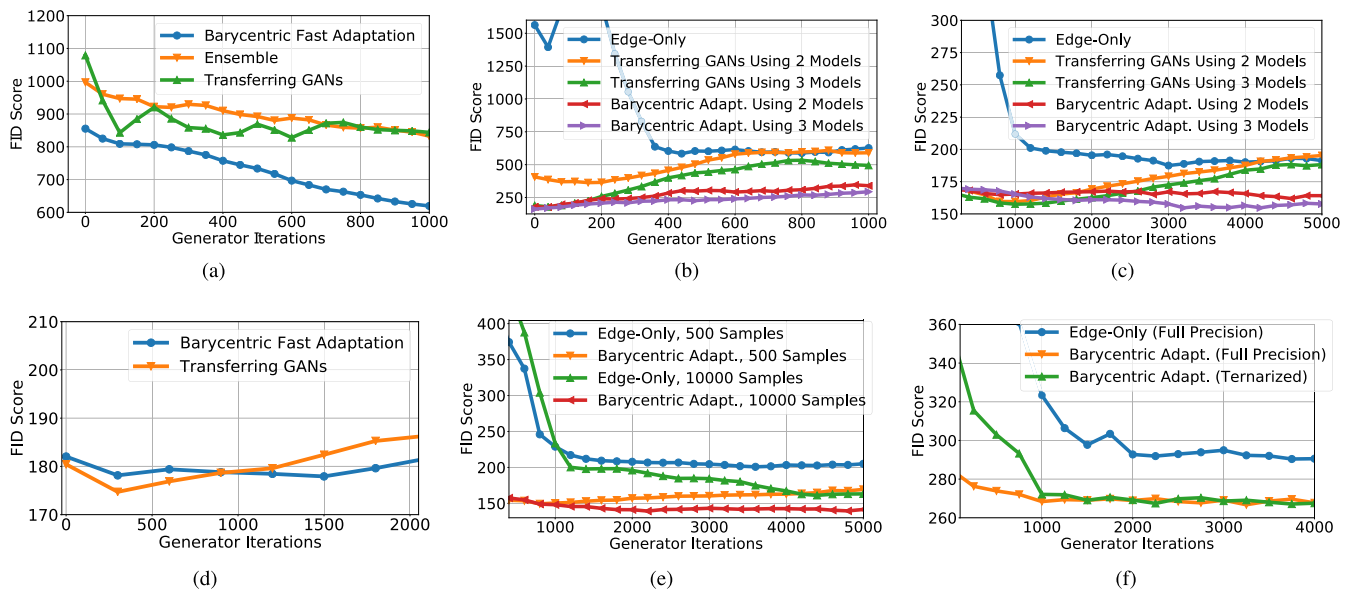 1200
1100
1000
900
800
700
600
0 200 400 600 800 1000
FID Score
Generator Iterions
Barycentric Fast Adaptation
Ensemble
Transferring GANs
(a)
1500
1250
1000
750
500
250
0 200 400 600 800 1000
FID Score
Generator Iterations
Edge-Only
Transferring GANs Using 2 Models
Transferring GANs Using 3 Models
Barycentric Adapt. Using 2 Models
Barycentric Adapt. Using 3 Models
(b)
300
275
250
225
200
175
150
1000 2000 3000 4000 5000
FID Score
Generator Iterations
Edge-Only
Transferring GANs Using 2 Models
Transferring GANs Using 3 Models
Barycentric Adapt. Using 2 Models
Barycentric Adapt. Using 3 Models
(c)
210
200
190
180
170
0 500 1000 1500 2000
FID Score
Generator Iterations
Barycentric Fast Adaptation
Transferring GANs
(d)
400
350
300
250
200
150
1000 2000 3000 4000 5000
FID Score
Generator Iterations
Edge-Only, 500 Samples
Barycentric Adapt., 500 Samples
Edge-Only, 10000 Samples
Barycentric Adapt., 10000 Samples
(e)
360
340
320
300
280
260
1000 2000 3000 4000
FID Score
Generator Iterations
Edge-Only (Full Precision)
Barycentric Adapt. (Full Precision)
Barycentric Adapt. (Ternarized)
(f)